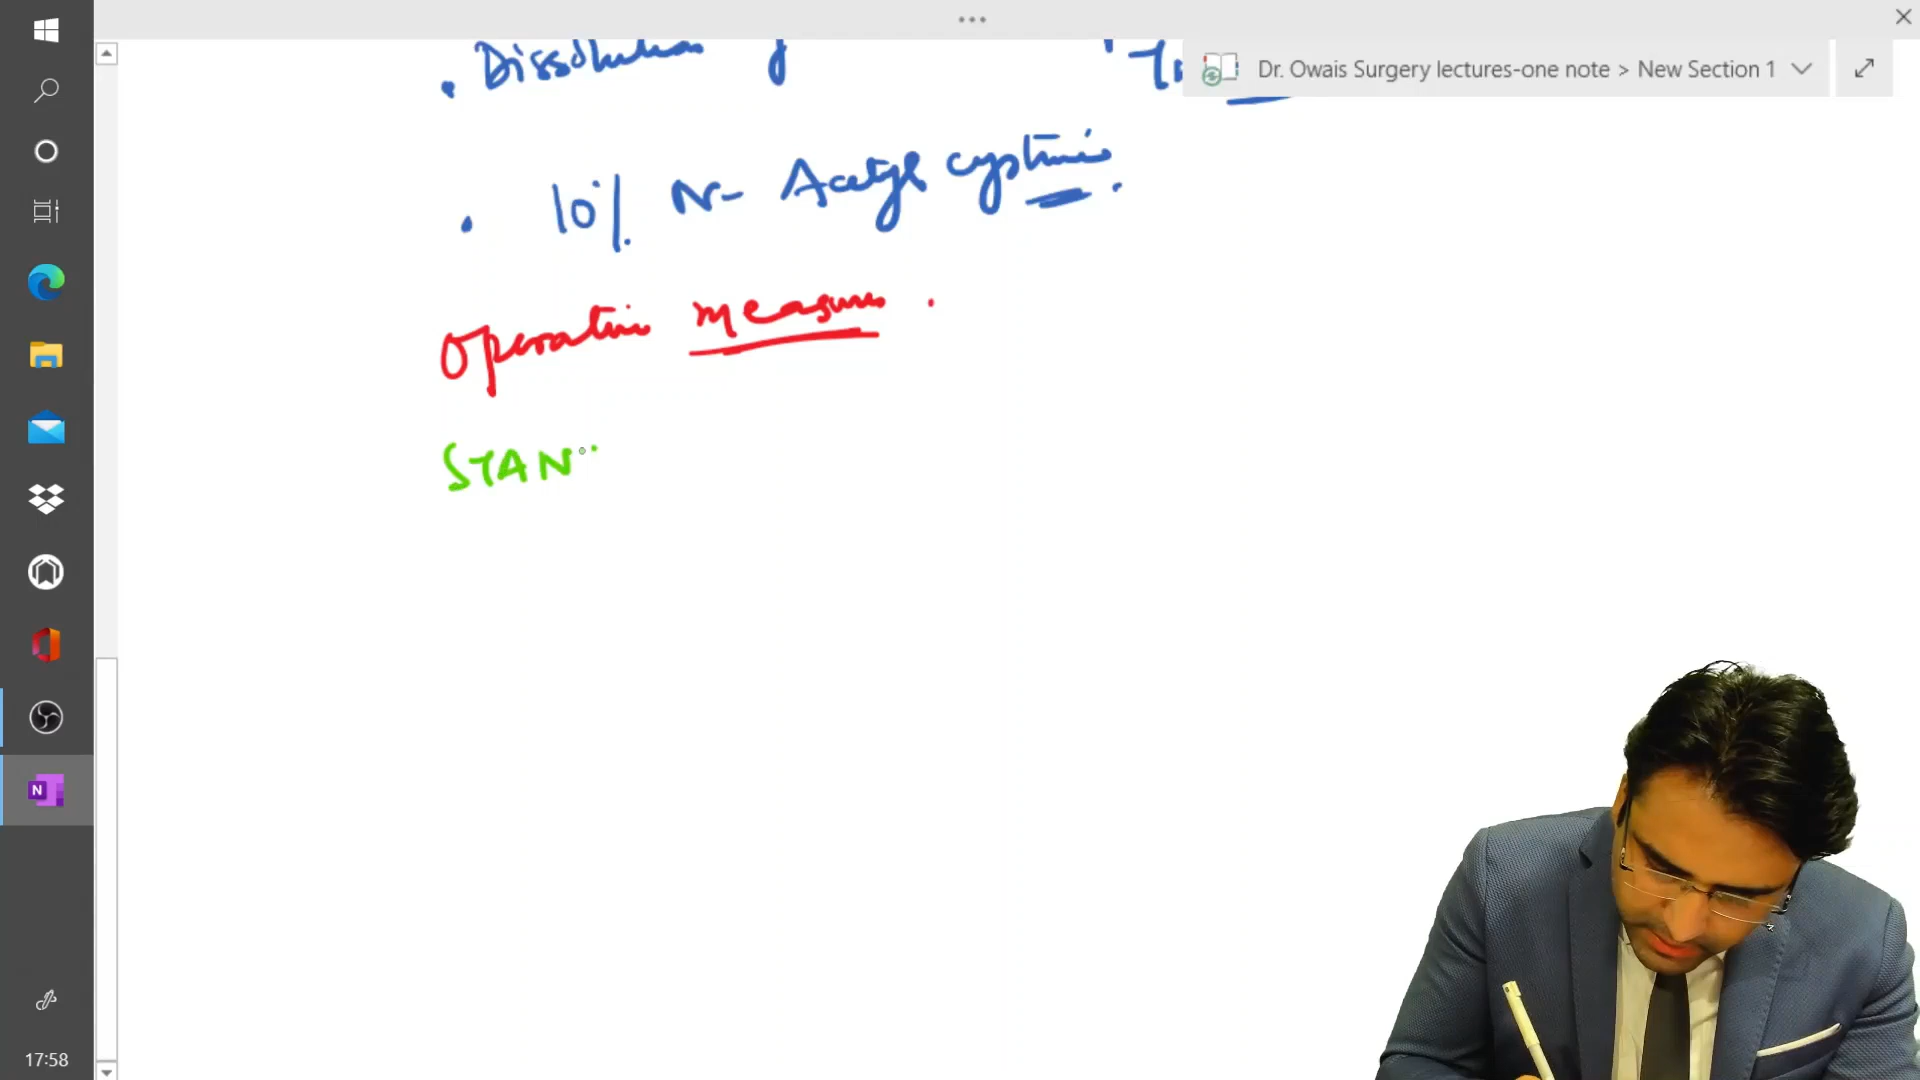 Dr. Owais Surgery lectures-one note > New Section 1
. Dissolution
. 10% N- Acetyl cysteine.
Operative measures.
STAN
17:58